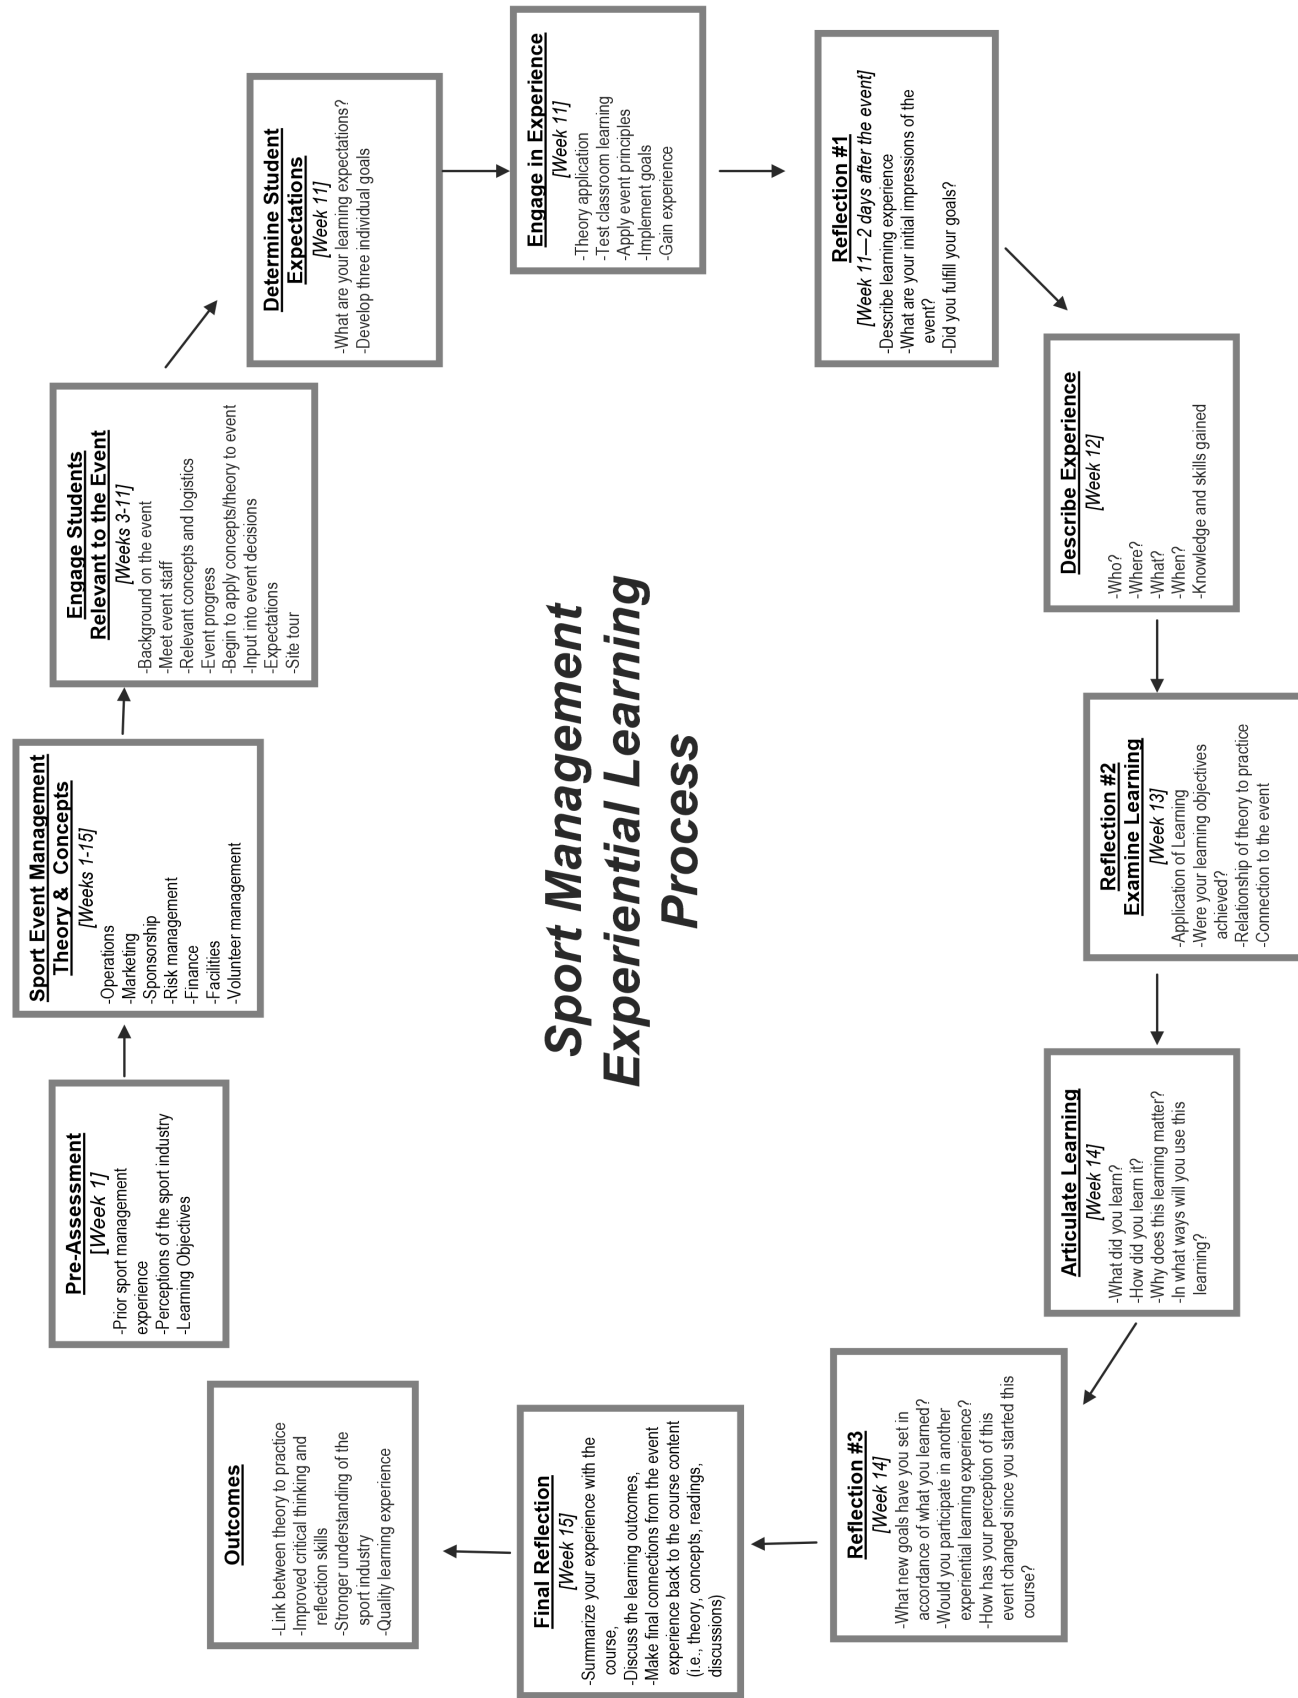 Pre-Assessment
[Week 1]
-Prior sport management
experience
-Perceptions of the sport industry
-Learning Objectives
Sport Event Management
Theory & Concepts
[Weeks 1-15]
-Operations
-Marketing
-Sponsorship
-Risk management
-Finance
-Facilities
-Volunteer management
Engage Students
Relevant to the Event
[Weeks 3-11]
-Background on the event
-Meet event staff
-Relevant concepts and logistics
-Event progress
-Begin to apply concepts/theory to event
-Input into event decisions
-Expectations
-Site tour
Determine Student
Expectations
[Week 11]
-What are your learning expectations?
-Develop three individual goals
Engage in Experience
[Week 11]
-Theory application
-Test classroom learning
-Apply event principles
-Implement goals
-Gain experience
Reflection #1
[Week 11—2 days after the event]
-Describe learning experience
-What are your initial impressions of the
event?
-Did you fulfill your goals?
Describe Experience
[Week 12]
-Who?
-Where?
-What?
-When?
-Knowledge and skills gained
Reflection #2
Examine Learning
[Week 13]
-Application of Learning
-Were your learning objectives
achieved?
-Relationship of theory to practice
-Connection to the event
Articulate Learning
[Week 14]
-What did you learn?
-How did you learn it?
-Why does this learning matter?
-In what ways will you use this
learning?
Reflection #3
[Week 14]
-What new goals have you set in
accordance of what you learned?
-Would you participate in another
experiential learning experience?
-How has your perception of this
event changed since you started this
course?
Final Reflection
[Week 15]
-Summarize your experience with the
course,
-Discuss the learning outcomes,
-Make final connections from the event
experience back to the course content
(i.e., theory, concepts, readings,
discussions)
Outcomes
-Link between theory to practice
-Improved critical thinking and
reflection skills
-Stronger understanding of the
sport industry
-Quality learning experience
Sport Management
Experiential Learning
Process